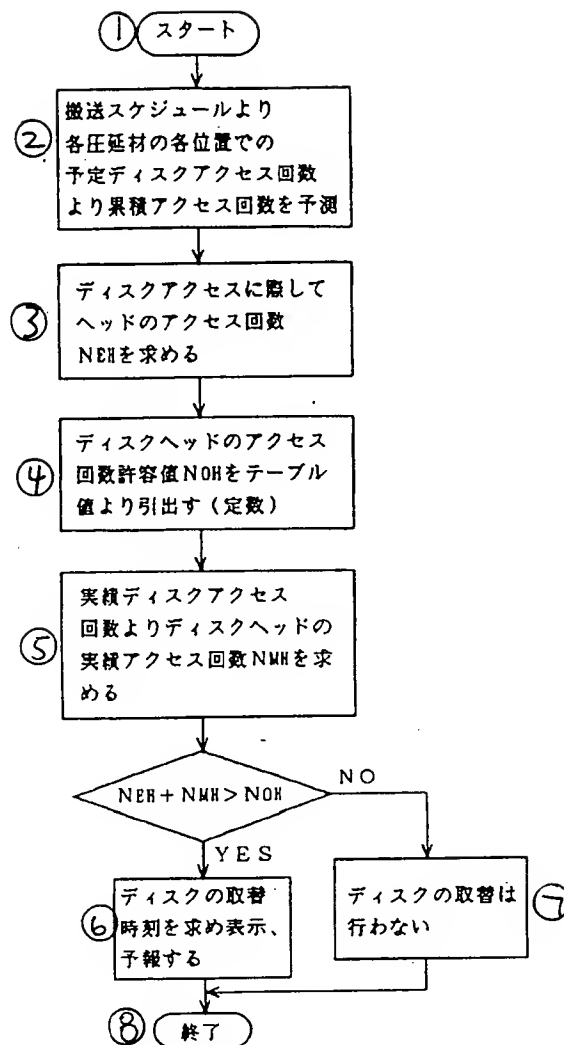 ① スタート
② 搬送スケジュールより
各圧延材の各位置での
予定ディスクアクセス回数
より累積アクセス回数を予測
③ ディスクアクセスに際して
ヘッドのアクセス回数
NEHを求める
④ ディスクヘッドのアクセス
回数許容値NOHをテーブル
値より引出す(定数)
⑤ 実績ディスクアクセス
回数よりディスクヘッドの
実績アクセス回数NMHを求
める
NEH+NMH>NOH
NO
YES
⑥ ディスクの取替
時刻を求め表示、
予報する
ディスクの取替は ⑦
行わない
⑧ 終了